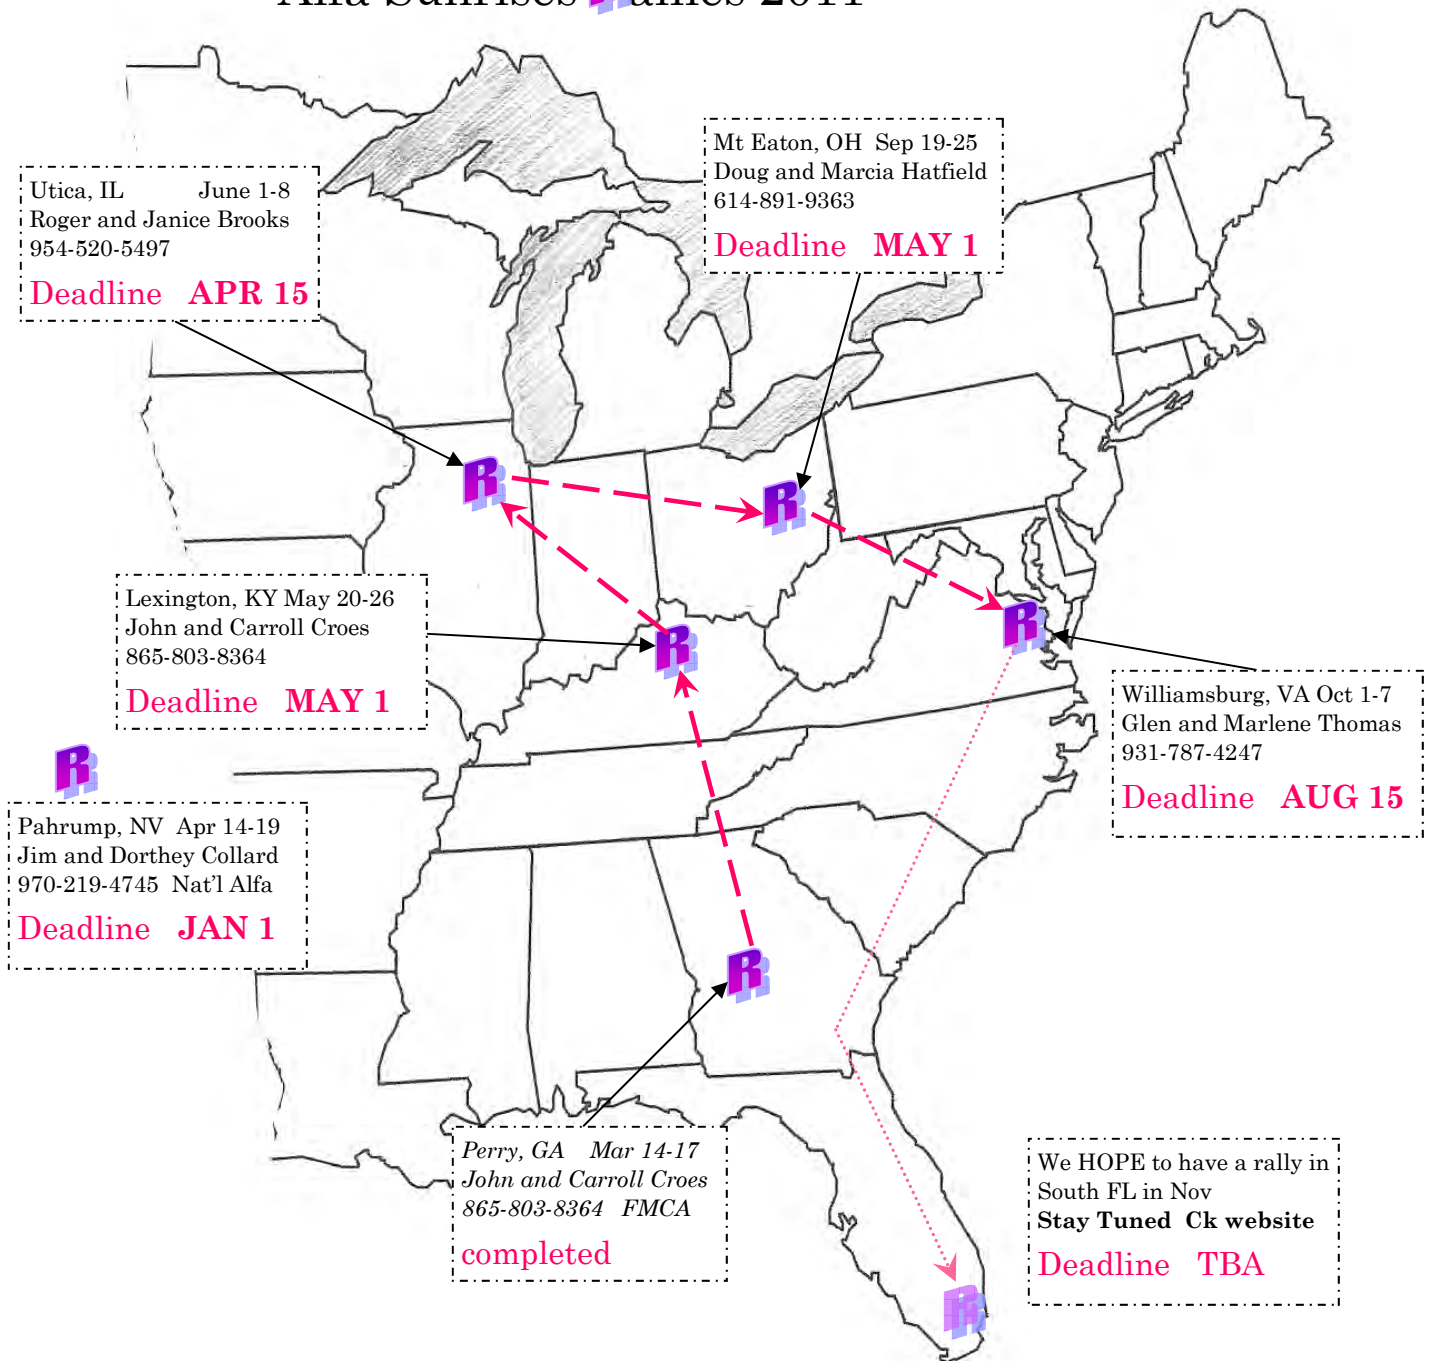 Utica, IL June 1-8
Roger and Janice Brooks
954-520-5497
Deadline APR 15
Mt Eaton, OH Sep 19-25
Doug and Marcia Hatfield
614-891-9363
Deadline MAY 1
R
R
Lexington, KY May 20-26
John and Carroll Croes
865-803-8364
Deadline MAY 1
R
R
Williamsburg, VA Oct 1-7
Glen and Marlene Thomas
931-787-4247
Deadline AUG 15
R
Pahrump, NV Apr 14-19
Jim and Dorthey Collard
970-219-4745 Nat'l Alfa
Deadline JAN 1
R
Perry, GA Mar 14-17
John and Carroll Croes
865-803-8364 FMCA
completed
We HOPE to have a rally in
South FL in Nov
Stay Tuned Ck website
Deadline TBA
R